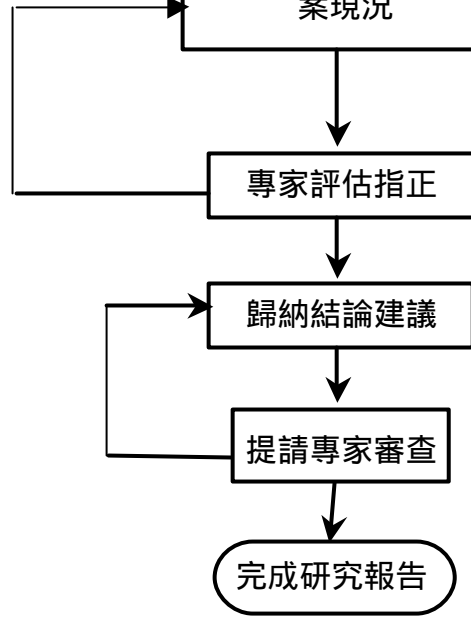 案現況
專家評估指正
歸納結論建議
提請專家審查
完成研究報告